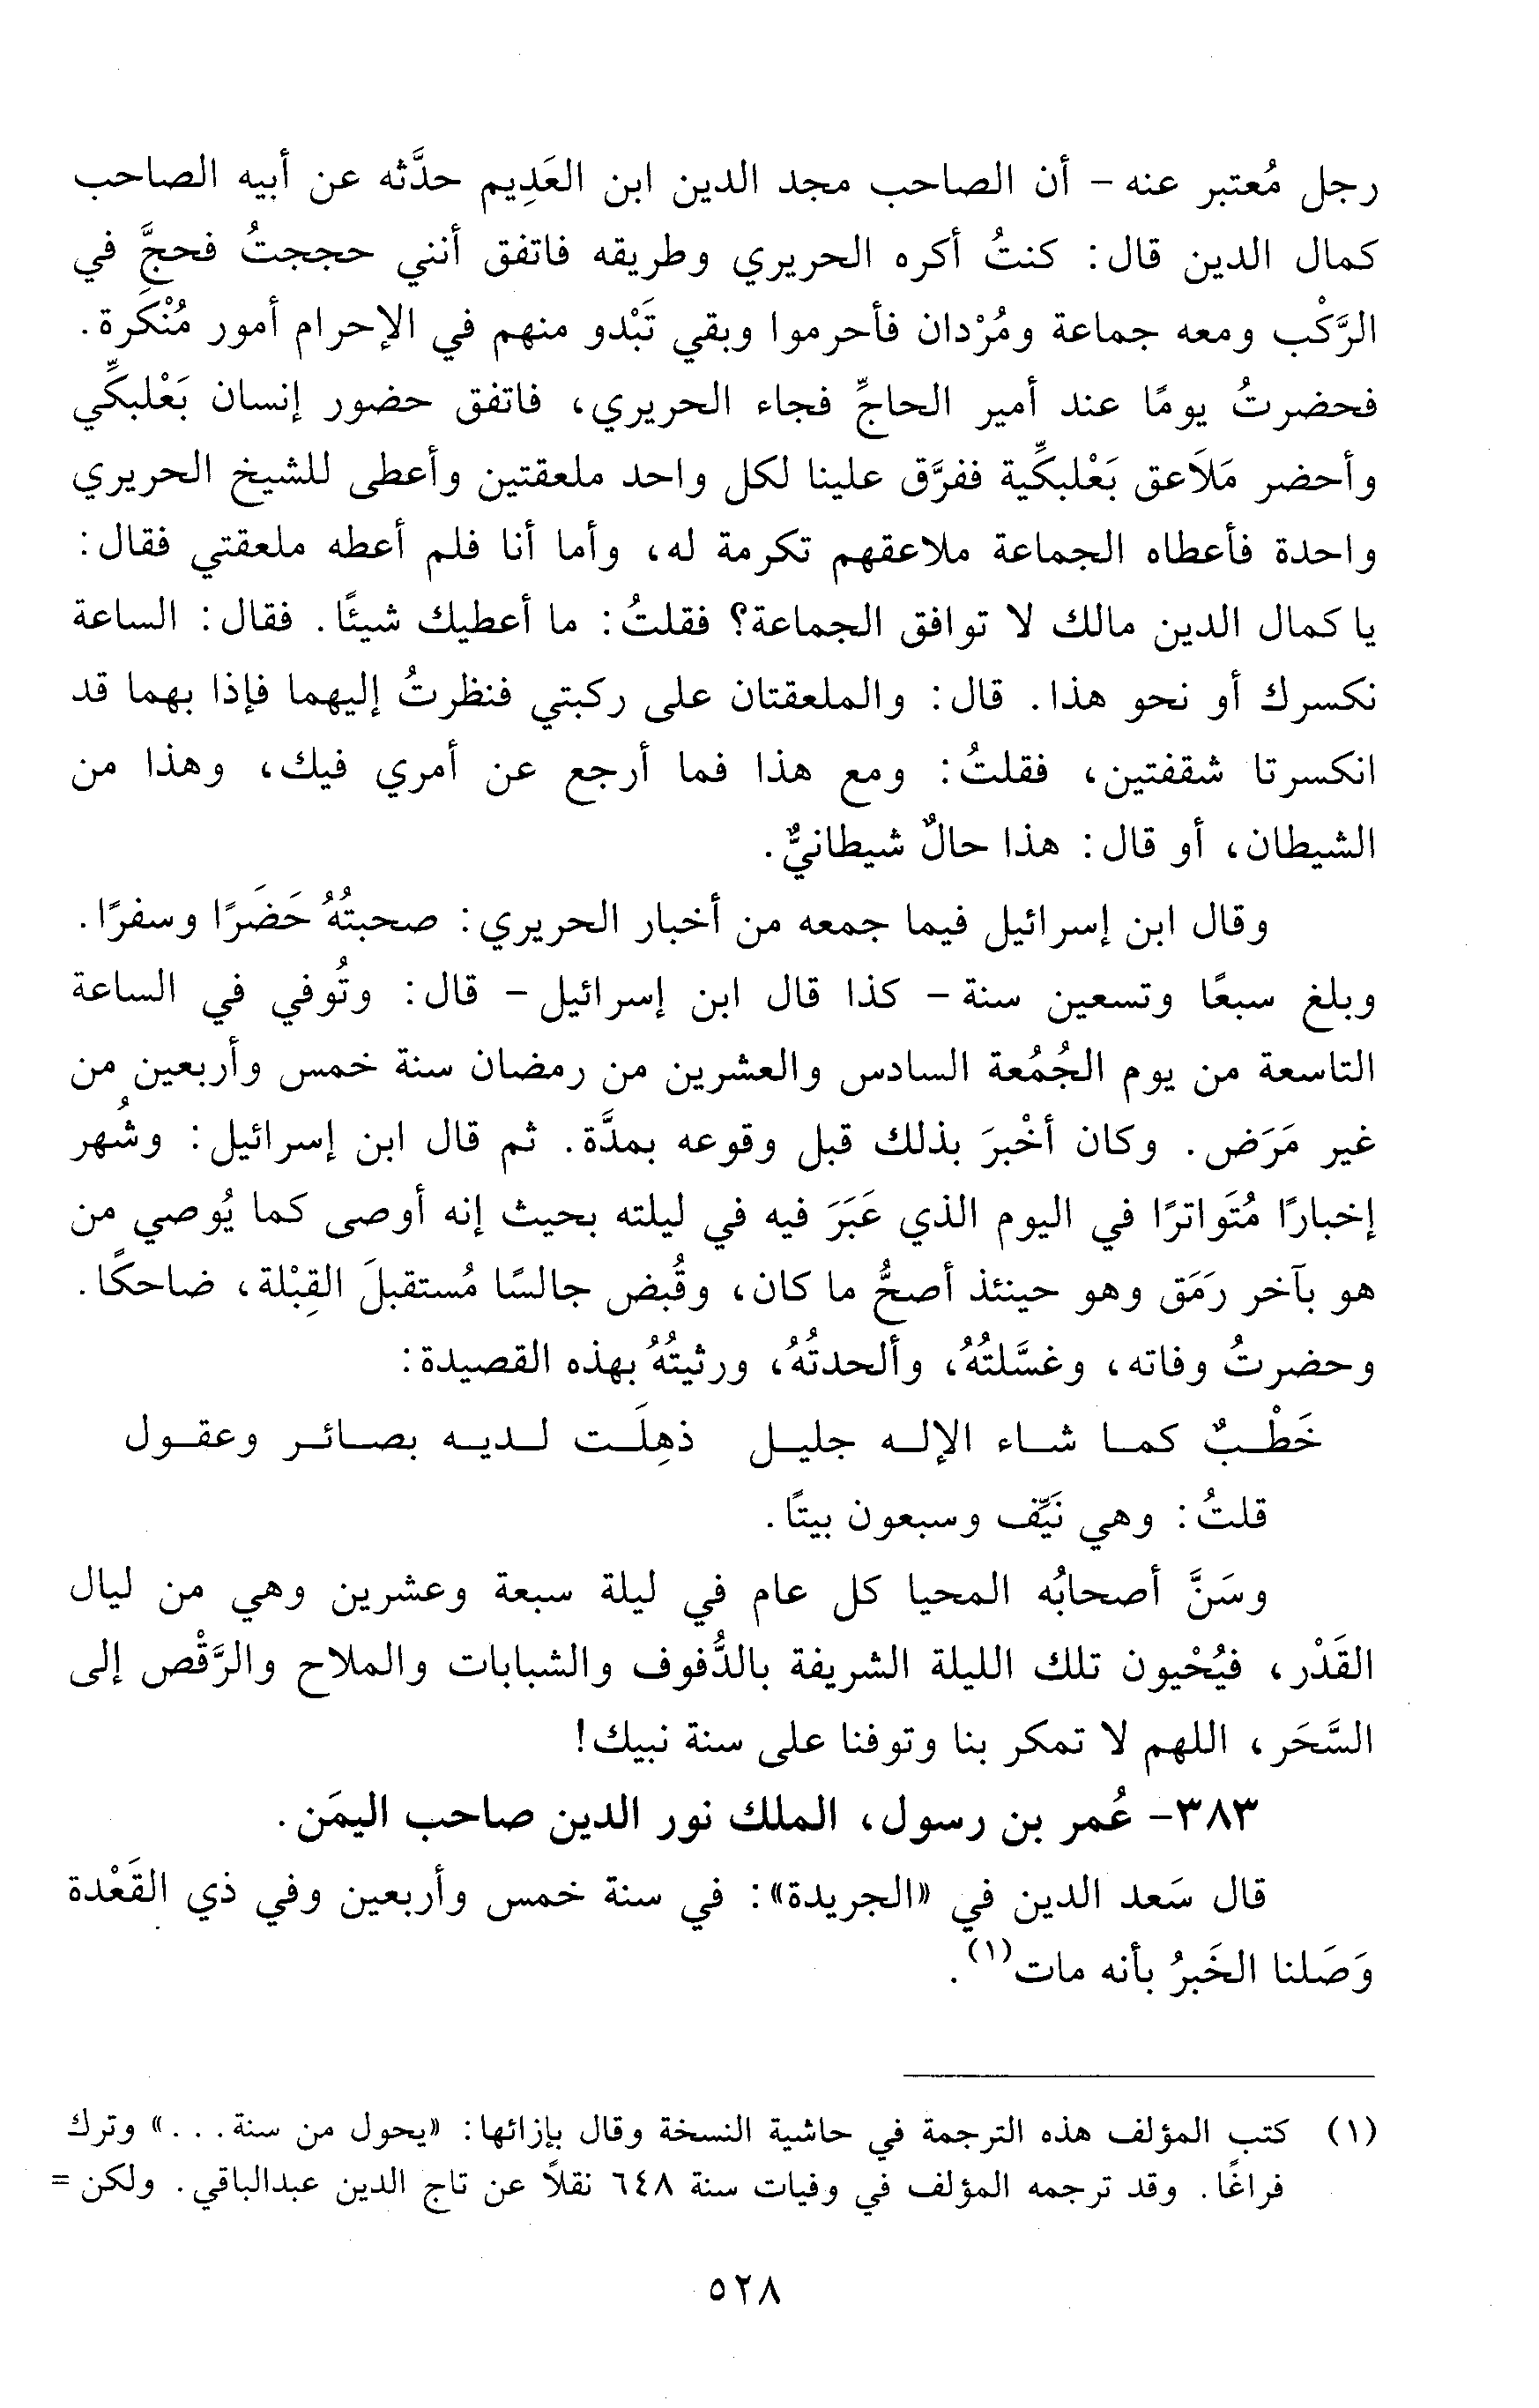 رجل مُعتبر عنه - أن الصاحب مجد الدين ابن العَدِيم حدَّثه عن أبيه الصاحب
كمال الدين قال: كنتُ أكره الحريري وطريقه فاتفق أنني حججتُ فحجَّ في
الرَّكْب ومعه جماعة ومُرْدان فأحرموا وبقي تَبْدو منهم في الإحرام أمور مُنْكَرة.
فحضرتُ يومًا عند أمير الحاجِّ فجاء الحريري، فاتفق حضور إنسان بَعْلبكِّي
وأحضر مَلاَعق بَعْلبكِّية ففرَّق علينا لكل واحد ملعقتين وأعطى للشيخ الحريري
واحدة فأعطاه الجماعة ملاعقهم تكرمة له، وأما أنا فلم أعطه ملعقتي فقال:
يا كمال الدين مالك لا توافق الجماعة؟ فقلتُ: ما أعطيك شيئًا. فقال: الساعة
نكسرك أو نحو هذا. قال: والملعقتان على ركبتي فنظرتُ إليهما فإذا بهما قد
انكسرتا شقفتين، فقلتُ: ومع هذا فما أرجع عن أمري فيك، وهذا من
الشيطان، أو قال: هذا حالٌ شيطانيٌّ.
وقال ابن إسرائيل فيما جمعه من أخبار الحريري: صحبتُهُ حَضَرًا وسفرًا.
وبلغ سبعًا وتسعين سنة - كذا قال ابن إسرائيل - قال: وتُوفي في الساعة
التاسعة من يوم الجُمُعة السادس والعشرين من رمضان سنة خمس وأربعين من
غير مَرَض. وكان أخْبرَ بذلك قبل وقوعه بمدَّة. ثم قال ابن إسرائيل: وشُهر
إخبارًا مُتَواترًا في اليوم الذي عَبَرَ فيه في ليلته بحيث إنه أوصى كما يُوصي من
هو بآخر رَمَق وهو حينئذ أصحُّ ما كان، وقُبض جالسًا مُستقبلَ القِبْلة، ضاحكًا.
وحضرتُ وفاته، وغسَّلتُهُ، وألحدتُهُ، ورثيتُهُ بهذه القصيدة:
خَطْبٌ كما شاء الإله جليل ذهِلَت لديه بصائر وعقول
قلتُ: وهي نَيِّف وسبعون بيتًا.
وسَنَّ أصحابُه المحيا كل عام في ليلة سبعة وعشرين وهي من ليال
القَدْر، فيُحْيون تلك الليلة الشريفة بالدُّفوف والشبابات والملاح والرَّقْص إلى
السَّحَر، اللهم لا تمكر بنا وتوفنا على سنة نبيك!
٣٨٣- عُمر بن رسول، الملك نور الدين صاحب اليمَن.
قال سَعد الدين في «الجريدة»: في سنة خمس وأربعين وفي ذي القَعْدة
وَصَلنا الخَبرُ بأنه مات(١).
(١) كتب المؤلف هذه الترجمة في حاشية النسخة وقال بإزائها: «يحول من سنة...» وترك
فراغًا. وقد ترجمه المؤلف في وفيات سنة ٦٤٨ نقلاً عن تاج الدين عبدالباقي. ولكن =
٥٢٨